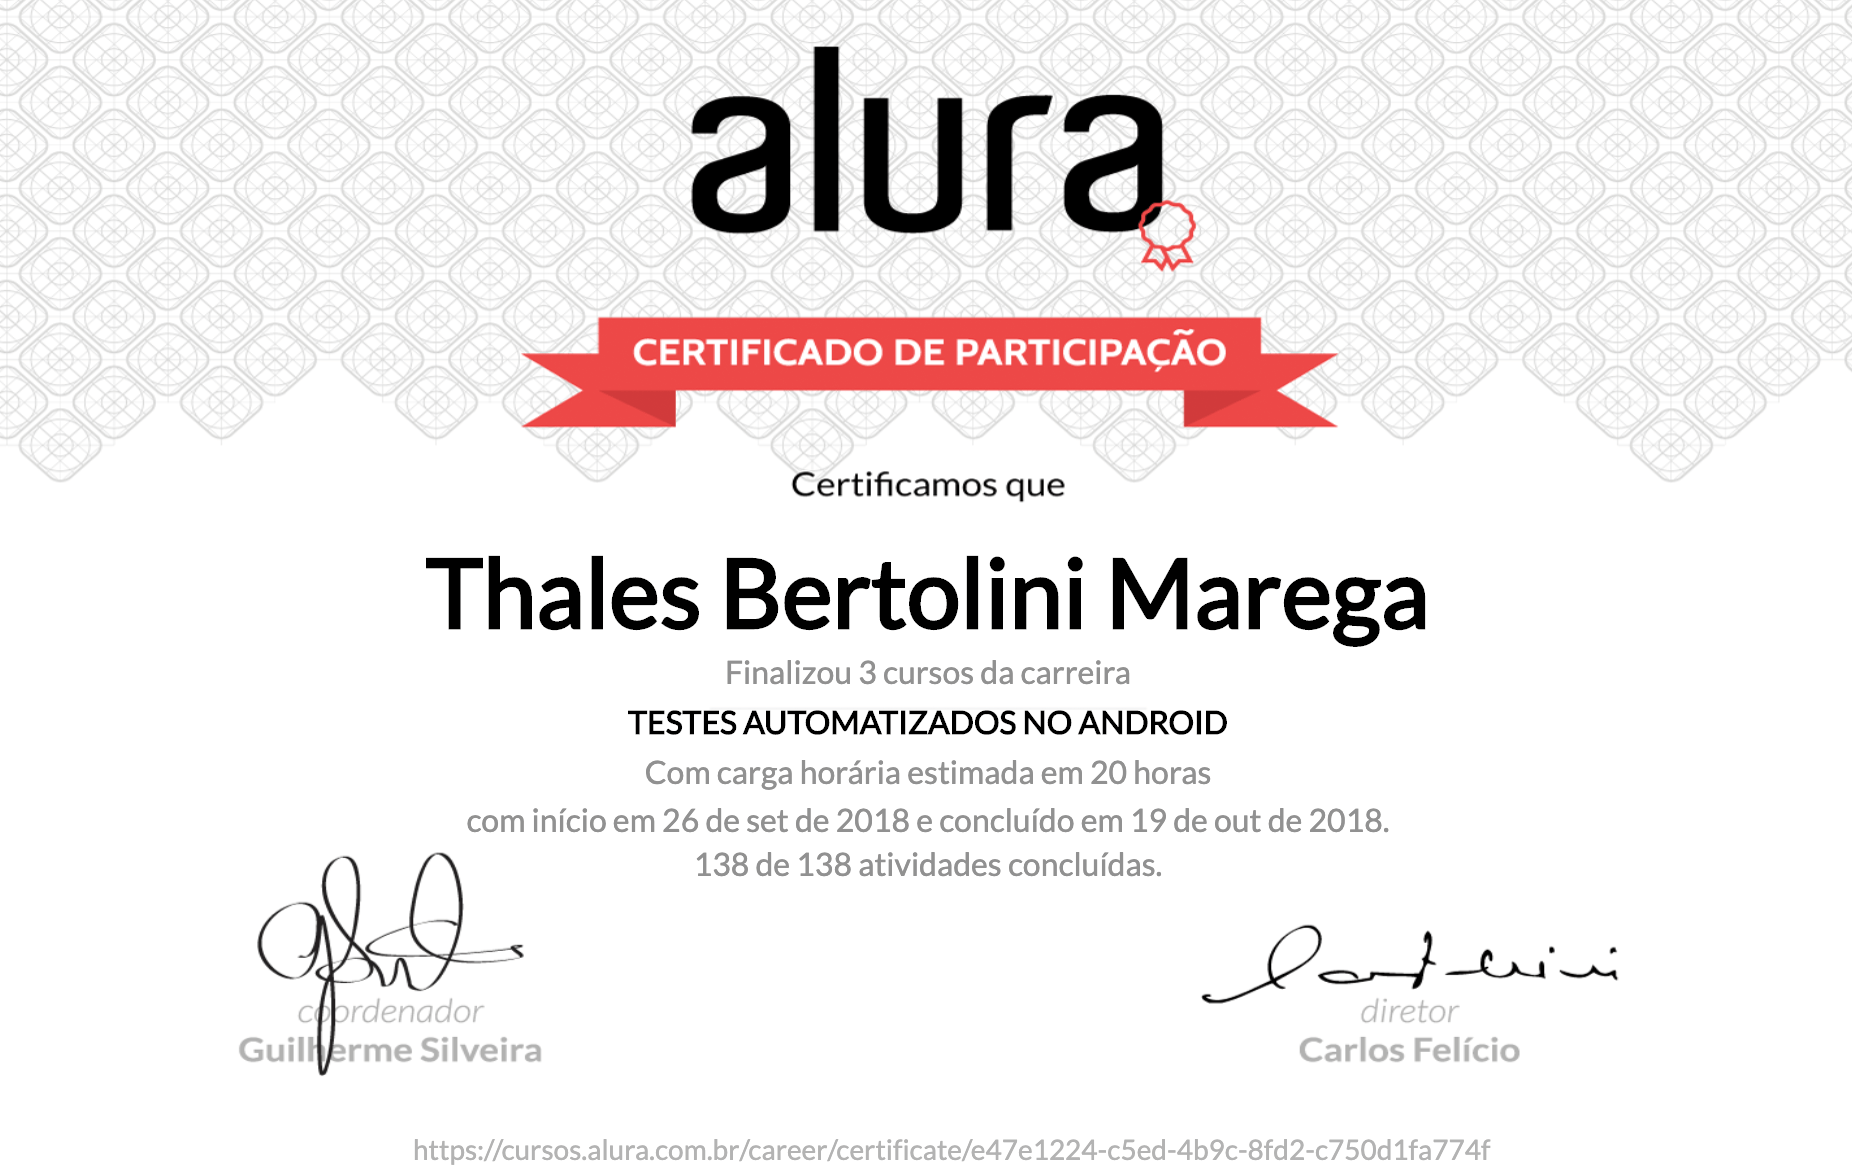 alura
CERTIFICADO DE PARTICIPAÇÃO
Certificamos que
Thales Bertolini Marega
Finalizou 3 cursos da carreira
TESTES AUTOMATIZADOS NO ANDROID
Com carga horária estimada em 20 horas
com início em 26 de set de 2018 e concluído em 19 de out de 2018.
138 de 138 atividades concluídas.
coordenador
Guilherme Silveira
diretor
Carlos Felício
https://cursos.alura.com.br/career/certificate/e47e1224-c5ed-4b9c-8fd2-c750d1fa774f